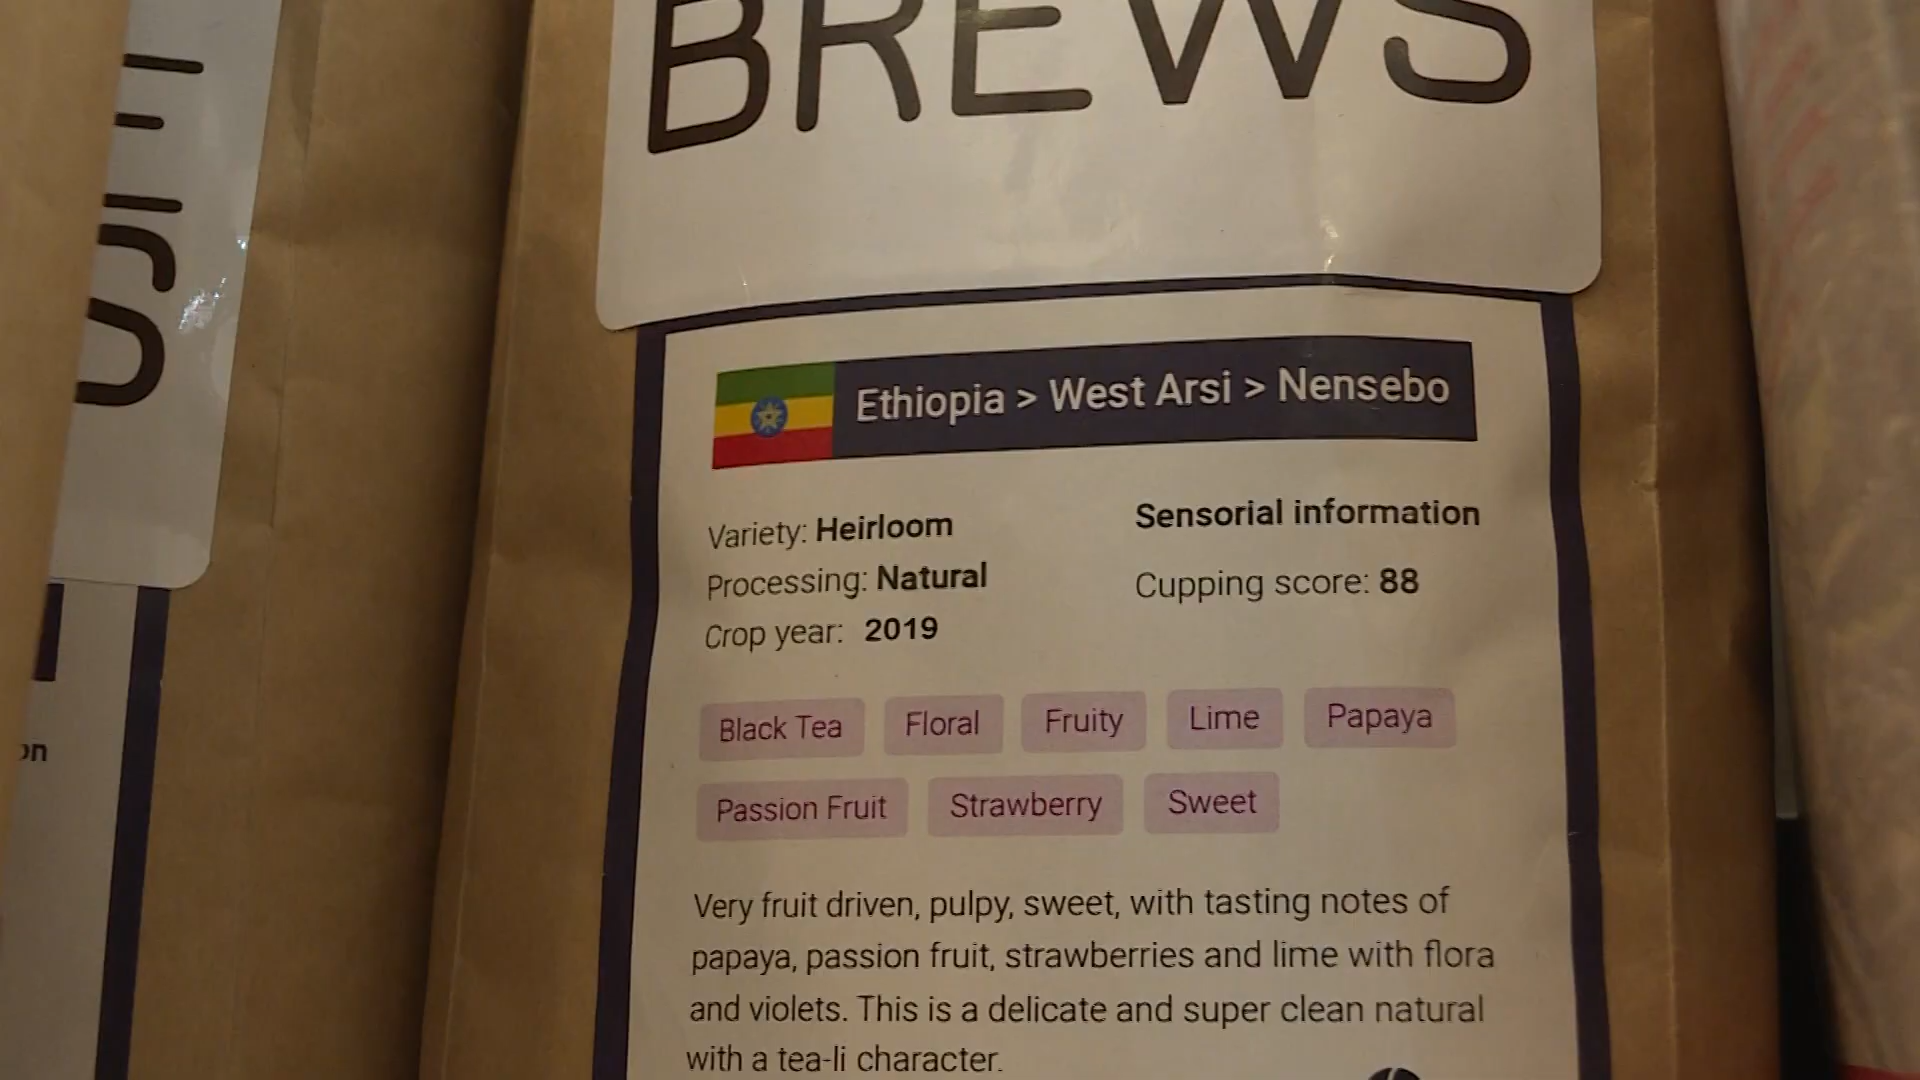 BREWS
Ethiopia > West Arsi > Nensebo
Variety: Heirloom
Processing: Natural
Crop year: 2019
Sensorial information
Cupping score: 88
Black Tea Floral Fruity Lime Papaya
Passion Fruit Strawberry Sweet
Very fruit driven, pulpy, sweet, with tasting notes of
papaya, passion fruit, strawberries and lime with flora
and violets. This is a delicate and super clean natural
with a tea-li character.
on